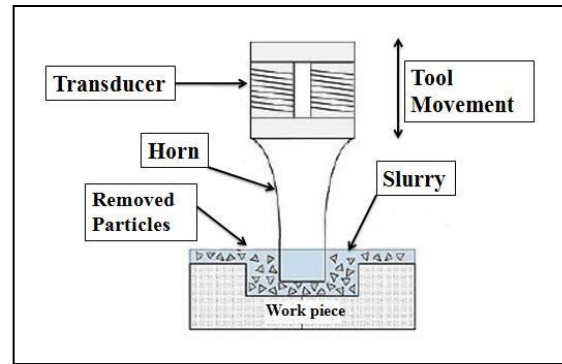 Transducer
Tool
Movement
Horn
Slurry
Removed
Particles
Work piece